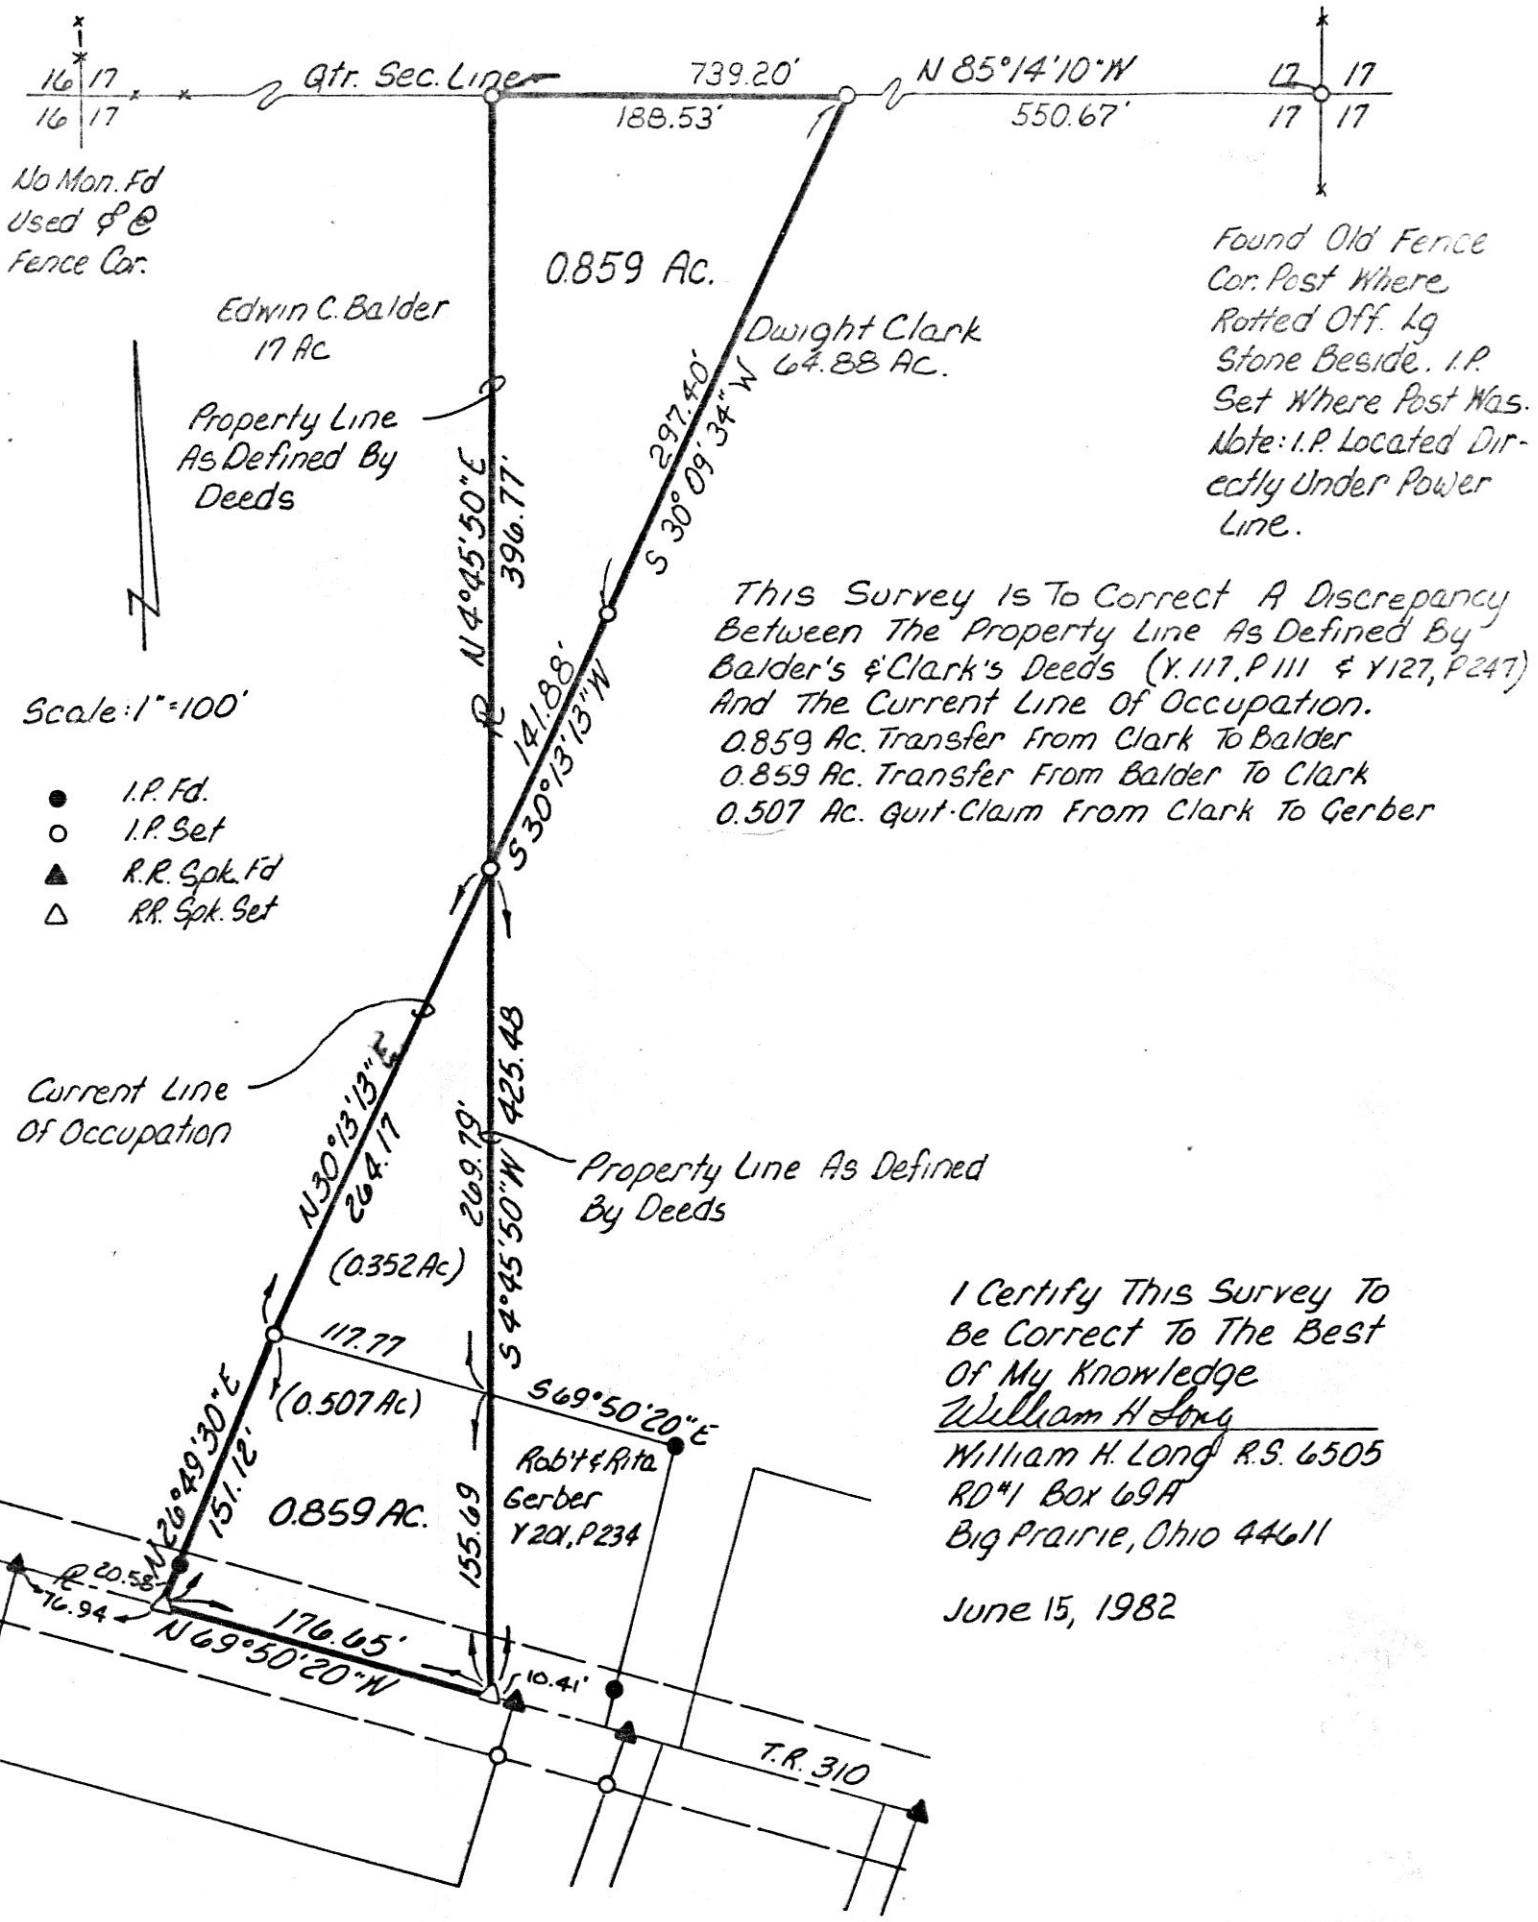 16 17
16 17
Qtr. Sec. Line
739.20'
188.53'
N 85°14'10"W
550.67'
17 17
17 17
No Mon. Fd
Used
Fence Cor.
0.859 Ac.
Edwin C. Balder
17 Ac
Property Line
As Defined By
Deeds
Dwight Clark
64.88 Ac.
Found Old Fence
Cor. Post Where
Rotted Off. Lg
Stone Beside. I.P.
Set Where Post Was.
Note: I.P. Located Dir-
ectly Under Power
Line.
N 4°45'50"E
396.77'
297.40'
S 30°09'34"W
141.88'
S 30°13'13"W
This Survey Is To Correct A Discrepancy
Between The Property Line As Defined By
Balder's & Clark's Deeds (V.117, P111 & V127, P247)
And The Current Line Of Occupation.
0.859 Ac. Transfer From Clark To Balder
0.859 Ac. Transfer From Balder To Clark
0.507 Ac. Quit-Claim From Clark To Gerber
Scale: 1"=100'
I.P. Fd.
I.P. Set
R.R. Spk. Fd
R.R. Spk. Set
Current Line
Of Occupation
N 30°13'13"E
264.17
269.79'
S 4°45'50"W 425.48
Property Line As Defined
By Deeds
(0.352 Ac)
117.77
(0.507 Ac)
S 69°50'20"E
N 26°49'30"E
151.12'
0.859 AC.
155.69
Rob't & Rita
Gerber
V 201, P234
20.58
76.94
176.65'
N 69°50'20"W
10.41'
T.R. 310
I Certify This Survey To
Be Correct To The Best
Of My Knowledge
William H Long
William H. Long R.S. 6505
RD#1 Box 69A
Big Prairie, Ohio 44611
June 15, 1982